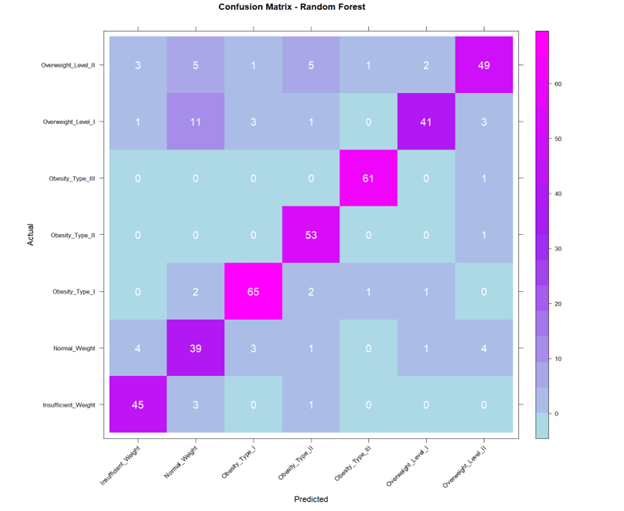 Confusion Matrix - Random Forest
Overweight_Level_II 3 5 1 5 1 2 49
Overweight_Level_I 1 11 3 1 0 41 3
Obesity_Type_III 0 0 0 0 61 0 1
Obesity_Type_II 0 0 0 53 0 0 1
Obesity_Type_I 0 2 65 2 1 1 0
Normal_Weight 4 39 3 1 0 1 4
Insufficient_Weight 45 3 0 1 0 0 0
Actual
Insufficient_Weight Normal_Weight Obesity_Type_I Obesity_Type_II Obesity_Type_III Overweight_Level_I Overweight_Level_II
Predicted
60
50
40
30
20
10
0